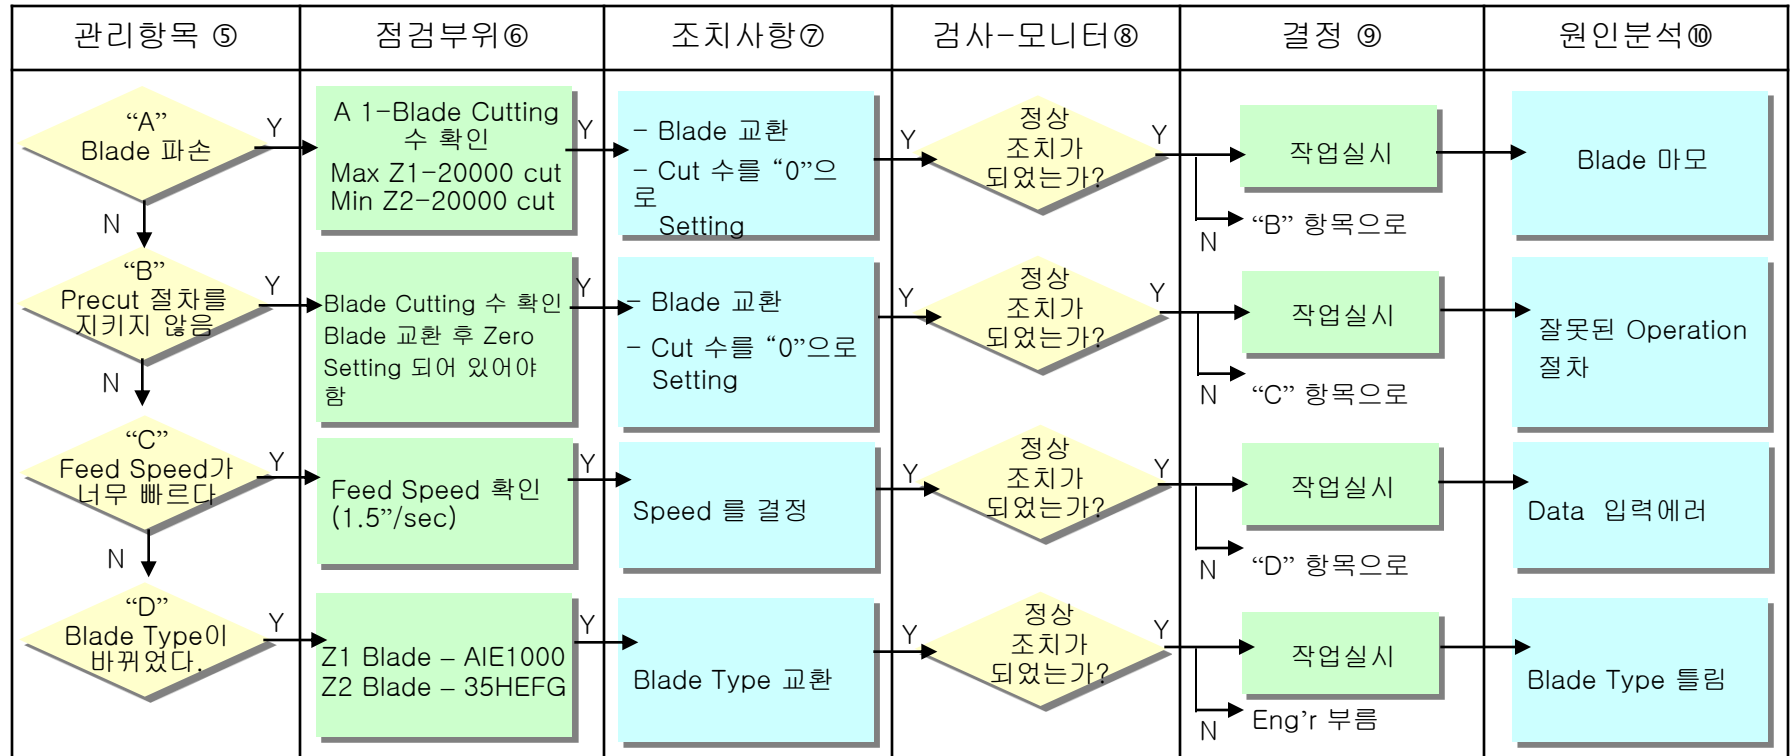 관리항목 ⑤
점검부위⑥
조치사항⑦
검사-모니터⑧
결정 ⑨
원인분석⑩
“A”
Blade 파손
Y
N
A 1-Blade Cutting
수 확인
Max Z1-20000 cut
Min Z2-20000 cut
Y
- Blade 교환
- Cut 수를 “0”으
로
Setting
Y
정상
조치가
되었는가?
Y
N
작업실시
“B” 항목으로
Blade 마모
“B”
Precut 절차를
지키지 않음
Y
N
Blade Cutting 수 확인
Blade 교환 후 Zero
Setting 되어 있어야
함
Y
- Blade 교환
- Cut 수를 “0”으로
Setting
Y
정상
조치가
되었는가?
Y
N
작업실시
“C” 항목으로
잘못된 Operation
절차
“C”
Feed Speed가
너무 빠르다
Y
N
Feed Speed 확인
(1.5”/sec)
Y
Speed 를 결정
Y
정상
조치가
되었는가?
Y
N
작업실시
“D” 항목으로
Data 입력에러
“D”
Blade Type이
바뀌었다.
Y
Z1 Blade – AIE1000
Z2 Blade – 35HEFG
Y
Blade Type 교환
Y
정상
조치가
되었는가?
Y
N
작업실시
Eng’r 부름
Blade Type 틀림